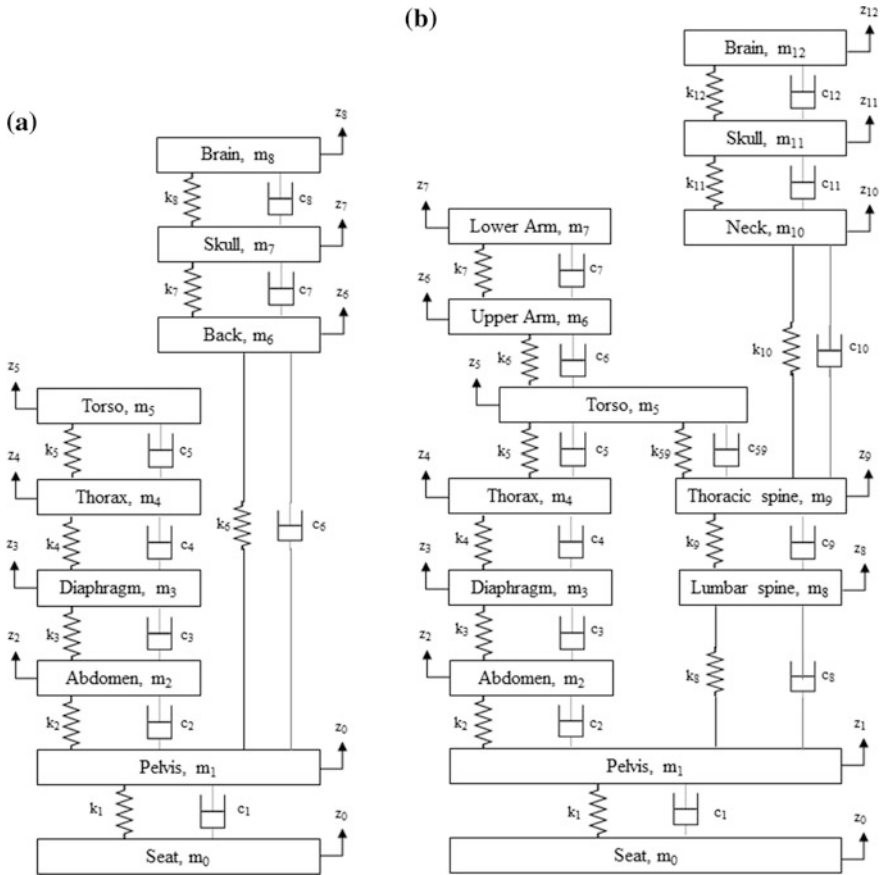 (a)
z8
Brain, m8
k8
c8
z7
Skull, m7
k7
c7
z6
Back, m6
z5
Torso, m5
k5
c5
z4
Thorax, m4
k6
c6
k4
c4
z3
Diaphragm, m3
k3
c3
z2
Abdomen, m2
k2
c2
z0
Pelvis, m1
k1
c1
z0
Seat, m0
(b)
z12
Brain, m12
k12
c12
z11
Skull, m11
k11
c11
z10
Neck, m10
z7
Lower Arm, m7
k7
c7
z6
Upper Arm, m6
k10
c10
k6
c6
z5
Torso, m5
k5
c5
k59
c59
z4
Thorax, m4
z9
Thoracic spine, m9
k4
c4
k9
c9
z3
Diaphragm, m3
z8
Lumbar spine, m8
k3
c3
z2
Abdomen, m2
k8
c8
k2
c2
z1
Pelvis, m1
k1
c1
z0
Seat, m0